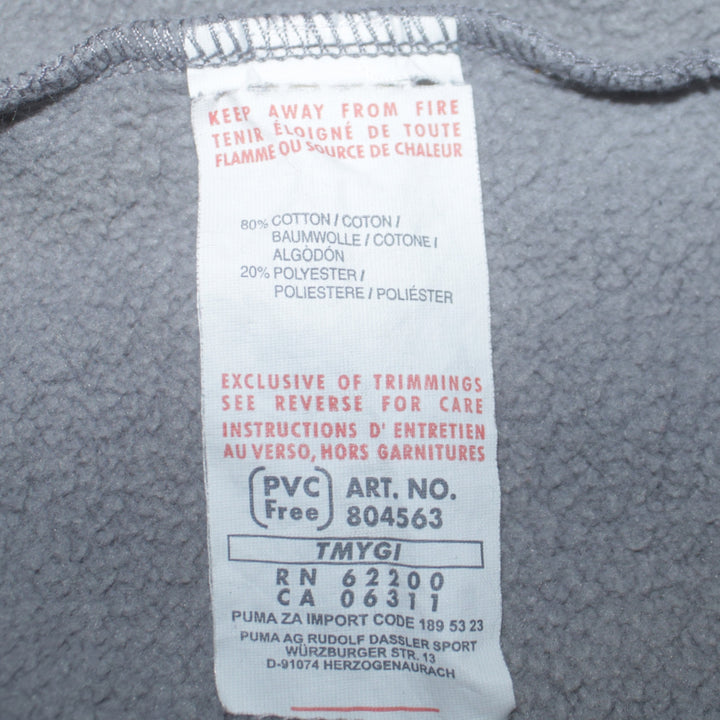 KEEP AWAY FROM FIRE
TENIR ÉLOIGNÉ DE TOUTE
FLAMME OU SOURCE DE CHALEUR
80% COTTON / COTON /
BAUMWOLLE / COTONE /
ALGÒDÓN
20% POLYESTER /
POLIESTERE / POLIÉSTER
EXCLUSIVE OF TRIMMINGS
SEE REVERSE FOR CARE
INSTRUCTIONS D' ENTRETIEN
AU VERSO, HORS GARNITURES
PVC Free
ART. NO.
804563
TMYGI
RN 62200
CA 06311
PUMA ZA IMPORT CODE 189 53 23
PUMA AG RUDOLF DASSLER SPORT
WÜRZBURGER STR. 13
D-91074 HERZOGENAURACH